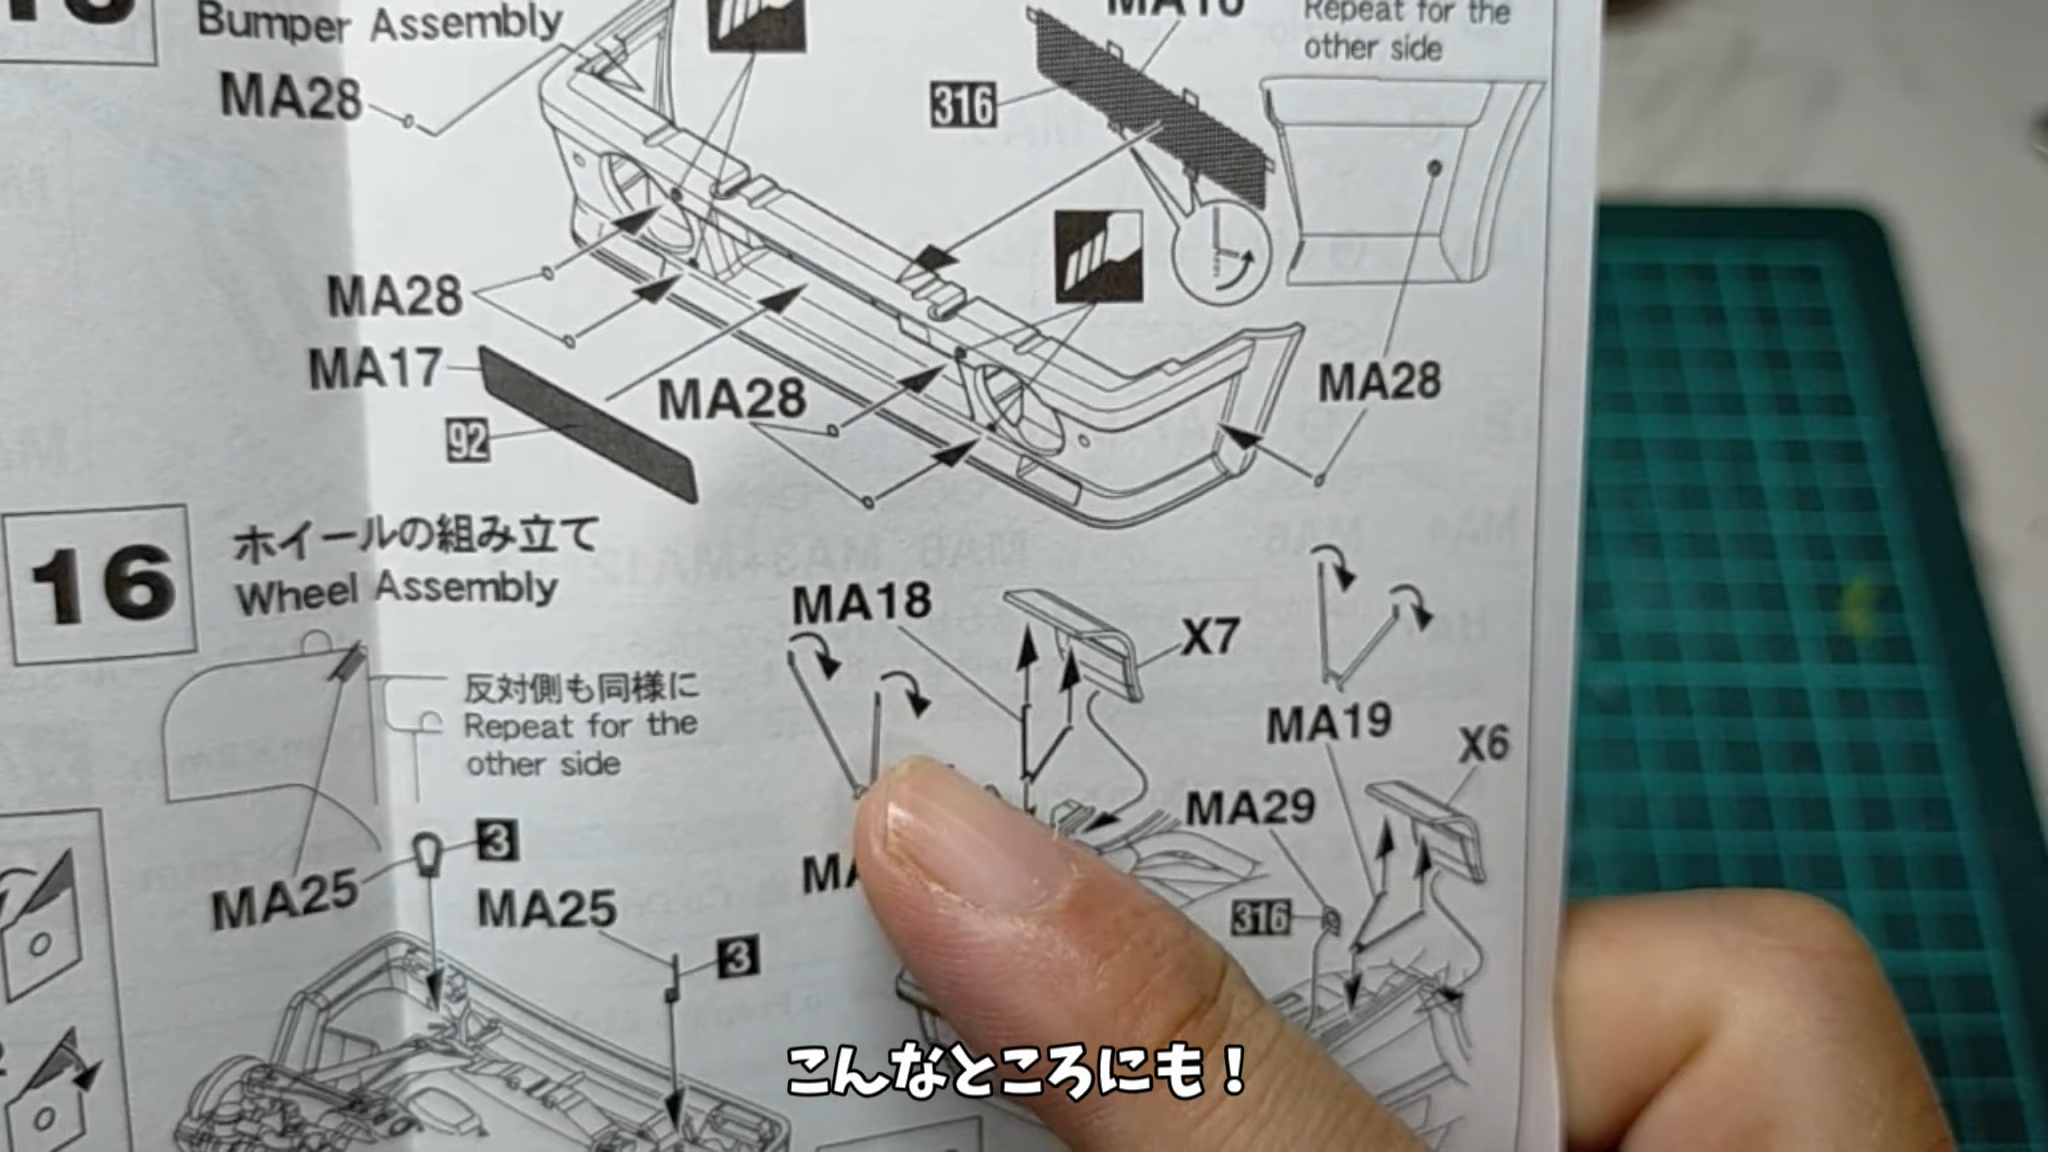 Bumper Assembly
MA28
316
Repeat for the
other side
MA28
MA17
92
MA28
MA28
16
ホイールの組み立て
Wheel Assembly
反対側も同様に
Repeat for the
other side
MA18
X7
MA19
X6
MA29
316
MA25
3
MA25
3
こんなところにも！